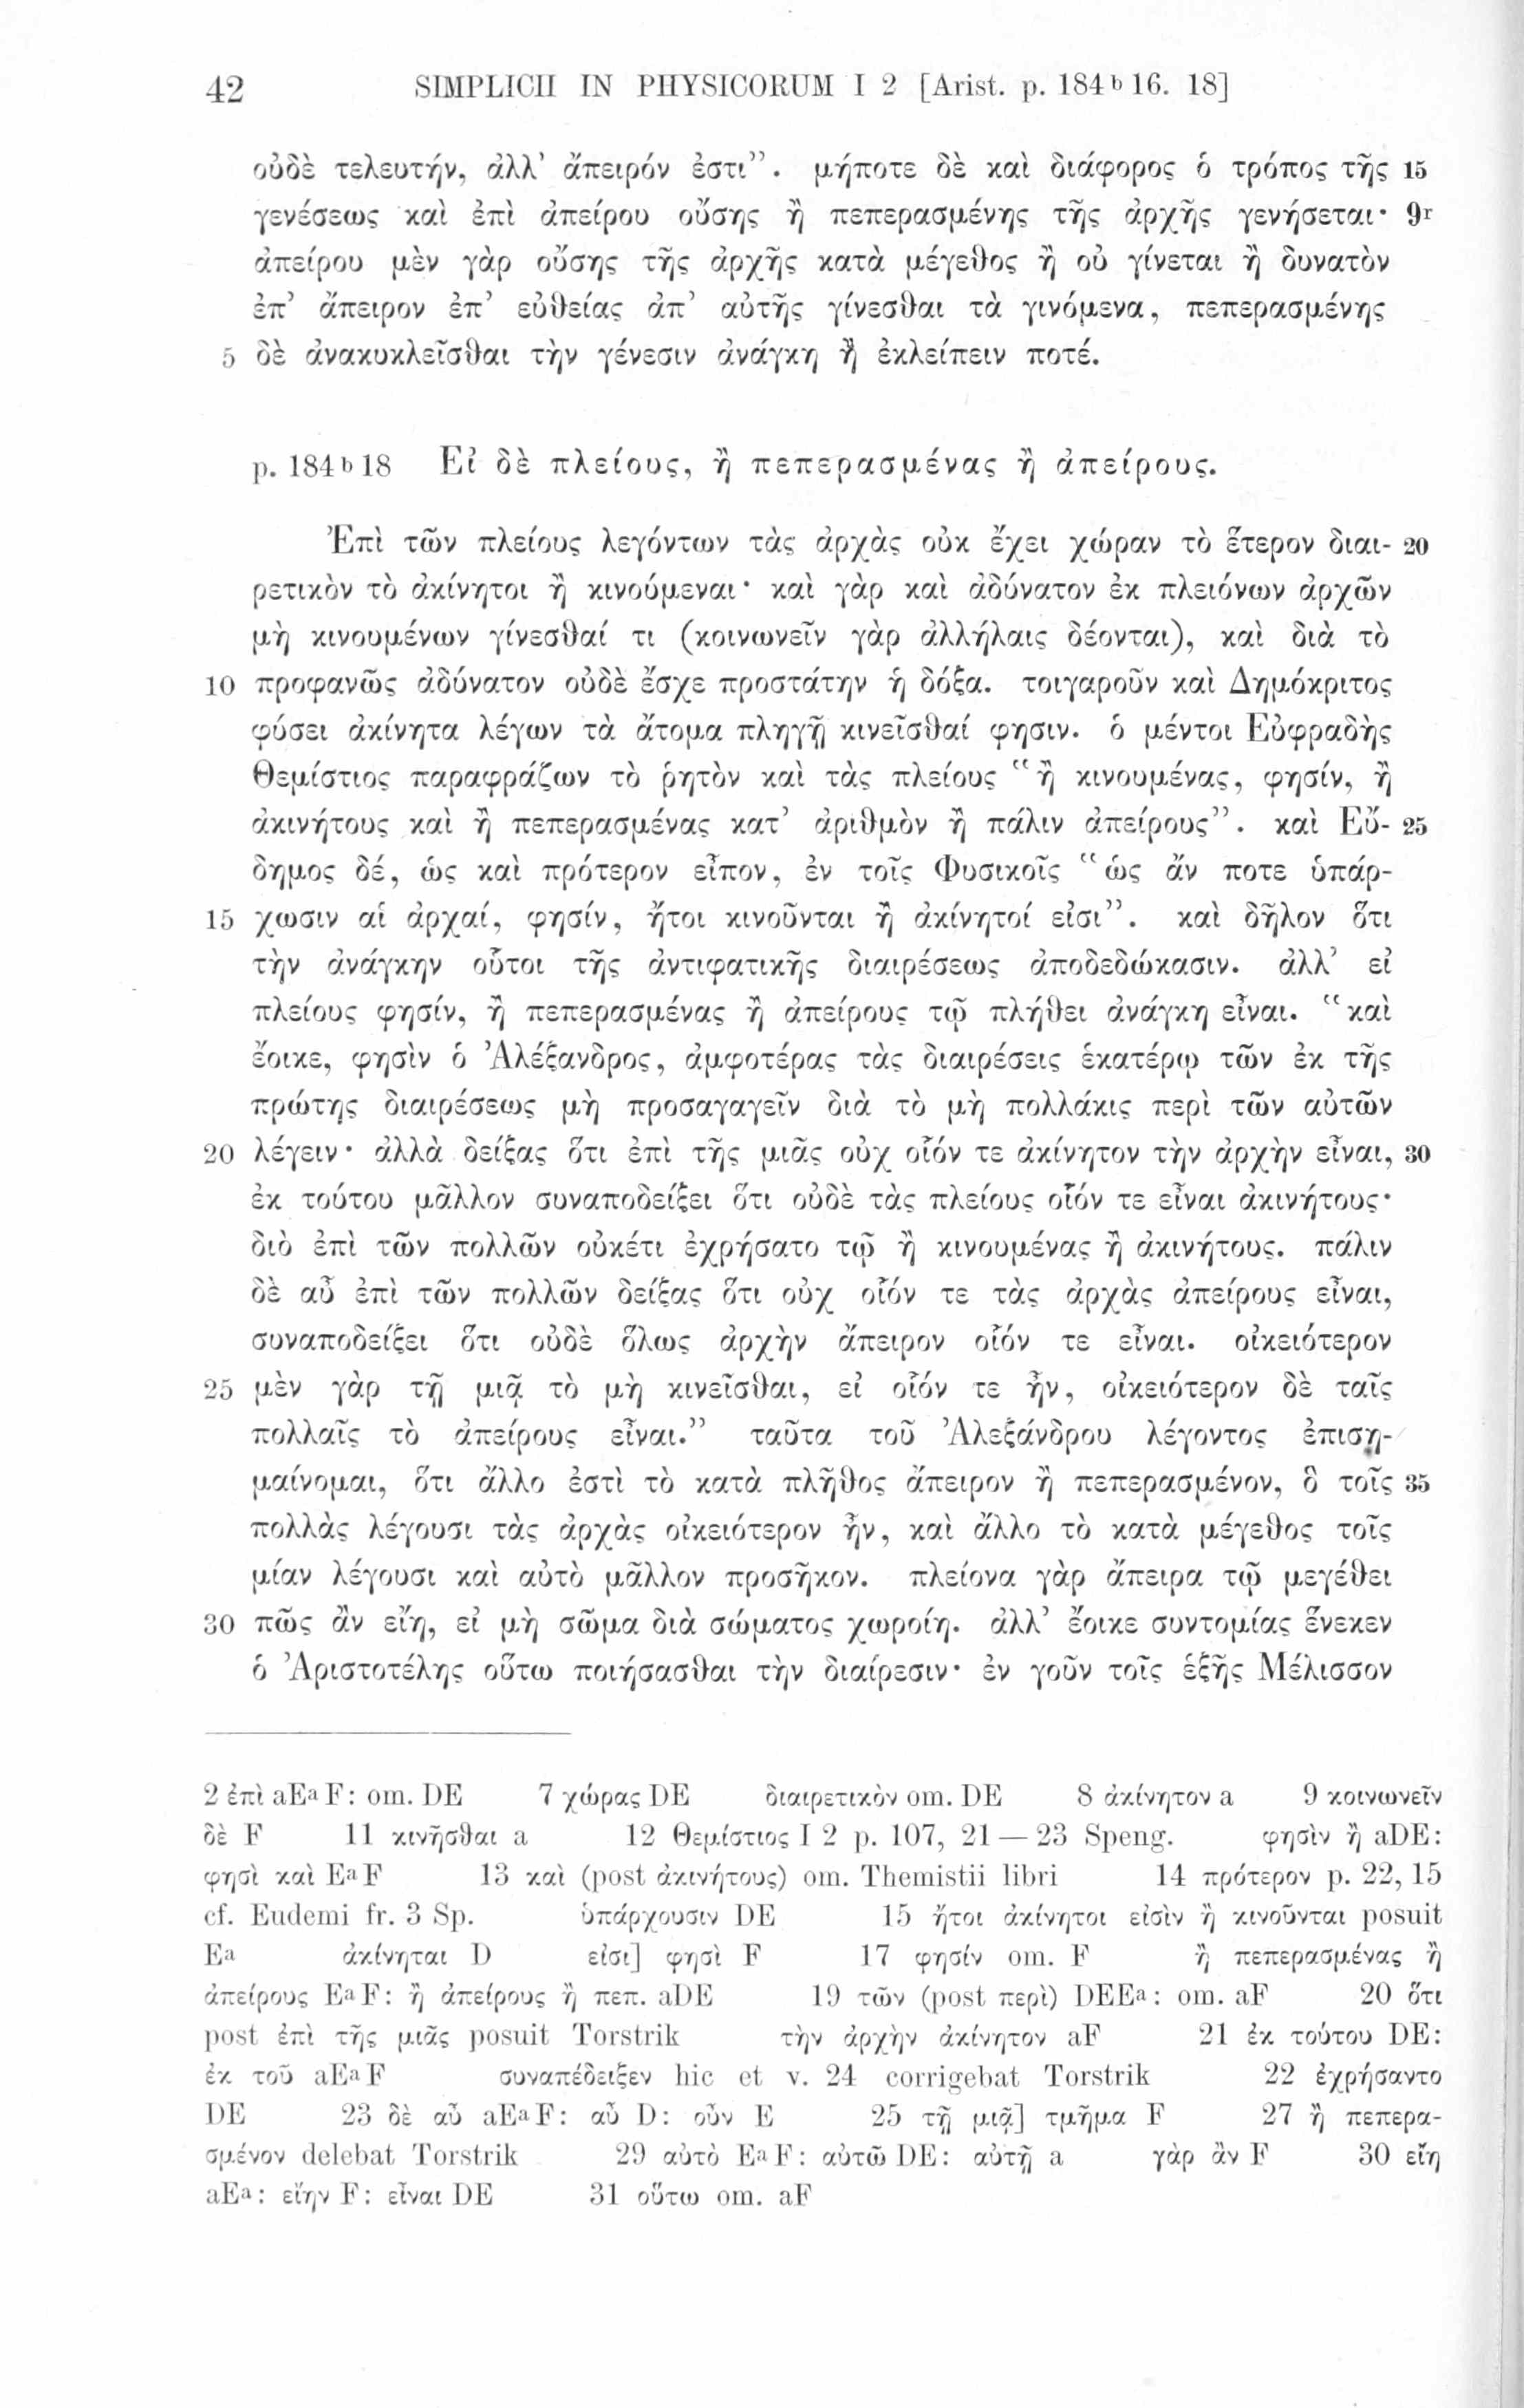 42 SIMPLICII IN PHYSICORUM I 2 [Arist. p. 184ᵇ16. 18]
οὐδὲ τελευτήν, ἀλλ’ ἄπειρόν ἐστι”. μήποτε δὲ καὶ διάφορος ὁ τρόπος τῆς 15
γενέσεως καὶ ἐπὶ ἀπείρου οὔσης ἢ πεπερασμένης τῆς ἀρχῆς γενήσεται· 9ʳ
ἀπείρου μὲν γὰρ οὔσης τῆς ἀρχῆς κατὰ μέγεθος ἢ οὐ γίνεται ἢ δυνατὸν
ἐπ’ ἄπειρον ἐπ’ εὐθείας ἀπ’ αὐτῆς γίνεσθαι τὰ γινόμενα, πεπερασμένης
5 δὲ ἀνακυκλεῖσθαι τὴν γένεσιν ἀνάγκη ἢ ἐκλείπειν ποτέ.
p. 184ᵇ18 Εἰ δὲ πλείους, ἢ πεπερασμένας ἢ ἀπείρους.
Ἐπὶ τῶν πλείους λεγόντων τὰς ἀρχὰς οὐκ ἔχει χώραν τὸ ἕτερον διαι- 20
ρετικὸν τὸ ἀκίνητοι ἢ κινούμεναι· καὶ γὰρ καὶ ἀδύνατον ἐκ πλειόνων ἀρχῶν
μὴ κινουμένων γίνεσθαί τι (κοινωνεῖν γὰρ ἀλλήλαις δέονται), καὶ διὰ τὸ
10 προφανῶς ἀδύνατον οὐδὲ ἔσχε προστάτην ἡ δόξα. τοιγαροῦν καὶ Δημόκριτος
φύσει ἀκίνητα λέγων τὰ ἄτομα πληγῇ κινεῖσθαί φησιν. ὁ μέντοι Εὐφραδὴς
Θεμίστιος παραφράζων τὸ ῥητὸν καὶ τὰς πλείους “ἢ κινουμένας, φησίν, ἢ
ἀκινήτους καὶ ἢ πεπερασμένας κατ’ ἀριθμὸν ἢ πάλιν ἀπείρους”. καὶ Εὔ- 25
δημος δέ, ὡς καὶ πρότερον εἶπον, ἐν τοῖς Φυσικοῖς “ὡς ἄν ποτε ὑπάρ-
15 χωσιν αἱ ἀρχαί, φησίν, ἤτοι κινοῦνται ἢ ἀκίνητοί εἰσι”. καὶ δῆλον ὅτι
τὴν ἀνάγκην οὗτοι τῆς ἀντιφατικῆς διαιρέσεως ἀποδεδώκασιν. ἀλλ’ εἰ
πλείους φησίν, ἢ πεπερασμένας ἢ ἀπείρους τῷ πλήθει ἀνάγκη εἶναι. “καὶ
ἔοικε, φησὶν ὁ Ἀλέξανδρος, ἀμφοτέρας τὰς διαιρέσεις ἑκατέρῳ τῶν ἐκ τῆς
πρώτης διαιρέσεως μὴ προσαγαγεῖν διὰ τὸ μὴ πολλάκις περὶ τῶν αὐτῶν
20 λέγειν· ἀλλὰ δείξας ὅτι ἐπὶ τῆς μιᾶς οὐχ οἷόν τε ἀκίνητον τὴν ἀρχὴν εἶναι, 30
ἐκ τούτου μᾶλλον συναποδείξει ὅτι οὐδὲ τὰς πλείους οἷόν τε εἶναι ἀκινήτους·
διὸ ἐπὶ τῶν πολλῶν οὐκέτι ἐχρήσατο τῷ ἢ κινουμένας ἢ ἀκινήτους. πάλιν
δὲ αὖ ἐπὶ τῶν πολλῶν δείξας ὅτι οὐχ οἷόν τε τὰς ἀρχὰς ἀπείρους εἶναι,
συναποδείξει ὅτι οὐδὲ ὅλως ἀρχὴν ἄπειρον οἷόν τε εἶναι. οἰκειότερον
25 μὲν γὰρ τῇ μιᾷ τὸ μὴ κινεῖσθαι, εἰ οἷόν τε ἦν, οἰκειότερον δὲ ταῖς
πολλαῖς τὸ ἀπείρους εἶναι.” ταῦτα τοῦ Ἀλεξάνδρου λέγοντος ἐπιση-
μαίνομαι, ὅτι ἄλλο ἐστὶ τὸ κατὰ πλῆθος ἄπειρον ἢ πεπερασμένον, ὃ τοῖς 35
πολλὰς λέγουσι τὰς ἀρχὰς οἰκειότερον ἦν, καὶ ἄλλο τὸ κατὰ μέγεθος τοῖς
μίαν λέγουσι καὶ αὐτὸ μᾶλλον προσῆκον. πλείονα γὰρ ἄπειρα τῷ μεγέθει
30 πῶς ἂν εἴη, εἰ μὴ σῶμα διὰ σώματος χωροίη. ἀλλ’ ἔοικε συντομίας ἕνεκεν
ὁ Ἀριστοτέλης οὕτω ποιήσασθαι τὴν διαίρεσιν· ἐν γοῦν τοῖς ἑξῆς Μέλισσον
2 ἐπὶ aEᵃF: om. DE 7 χώρας DE διαιρετικὸν om. DE 8 ἀκίνητον a 9 κοινωνεῖν
δὲ F 11 κινῆσθαι a 12 Θεμίστιος I 2 p. 107, 21 — 23 Speng. φησὶν ἢ aDE:
φησὶ καὶ EᵃF 13 καὶ (post ἀκινήτους) om. Themistii libri 14 πρότερον p. 22, 15
cf. Eudemi fr. 3 Sp. ὑπάρχουσιν DE 15 ἤτοι ἀκίνητοι εἰσὶν ἢ κινοῦνται posuit
Eᵃ ἀκίνηται D εἰσι] φησὶ F 17 φησίν om. F ἢ πεπερασμένας ἢ
ἀπείρους EᵃF: ἢ ἀπείρους ἢ πεπ. aDE 19 τῶν (post περὶ) DEEᵃ: om. aF 20 ὅτι
post ἐπὶ τῆς μιᾶς posuit Torstrik τὴν ἀρχὴν ἀκίνητον aF 21 ἐκ τούτου DE:
ἐκ τοῦ aEᵃF συναπέδειξεν hic et v. 24 corrigebat Torstrik 22 ἐχρήσαντο
DE 23 δὲ αὖ aEᵃF: αὖ D: οὖν E 25 τῇ μιᾷ] τμῆμα F 27 ἢ πεπερα-
σμένον delebat Torstrik 29 αὐτὸ EᵃF: αὐτῶ DE: αὐτῇ a γὰρ ἂν F 30 εἴη
aEᵃ: εἴην F: εἶναι DE 31 οὕτω om. aF